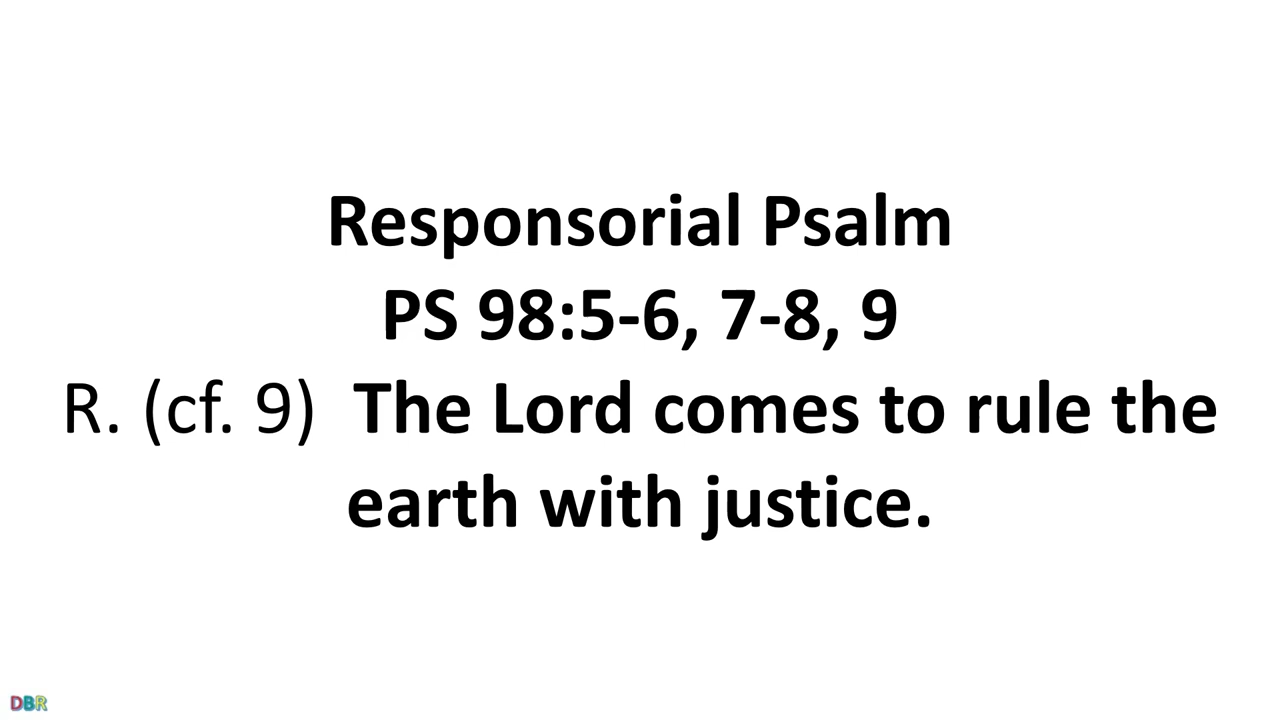 Responsorial Psalm
PS 98:5-6, 7-8, 9
R. (cf. 9)  The Lord comes to rule the
earth with justice.
DBR